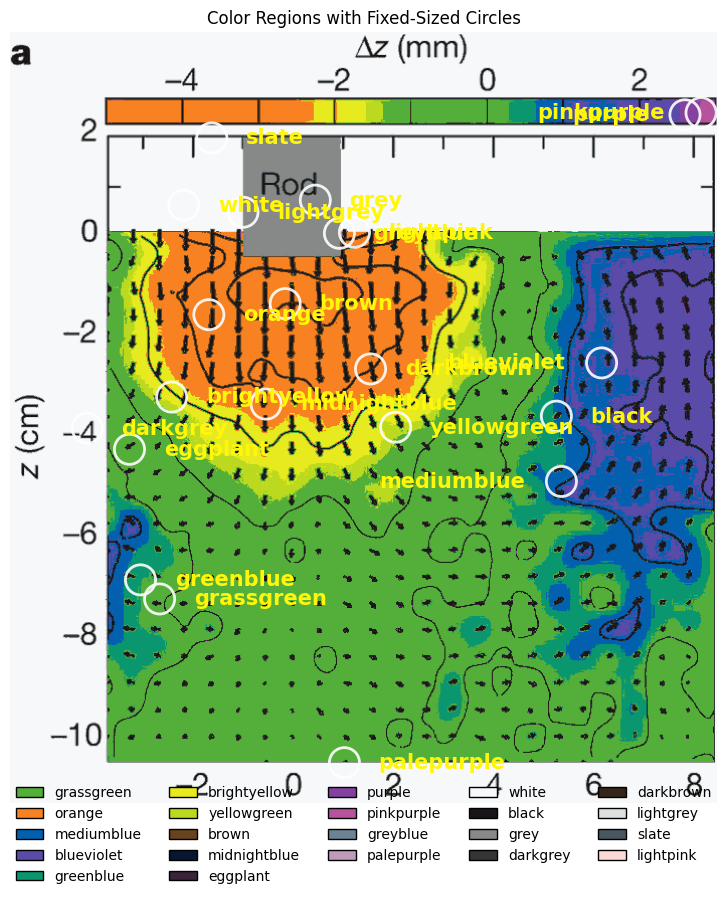 Color Regions with Fixed-Sized Circles
a
Δz (mm)
−4 −2 0 2
pinkpurple
purple
2
slate
Rod
white
grey
lightgrey
0
lightpink
−2
brown
orange
blueviolet
darkbrown
z (cm)
brightyellow
midnightblue
black
−4
darkgrey
yellowgreen
eggplant
mediumblue
−6
greenblue
grassgreen
−8
−10
palepurple
−2 0 2 4 6 8
grassgreen brightyellow purple white darkbrown
orange yellowgreen pinkpurple black lightgrey
mediumblue brown greyblue grey slate
blueviolet midnightblue palepurple darkgrey lightpink
greenblue eggplant